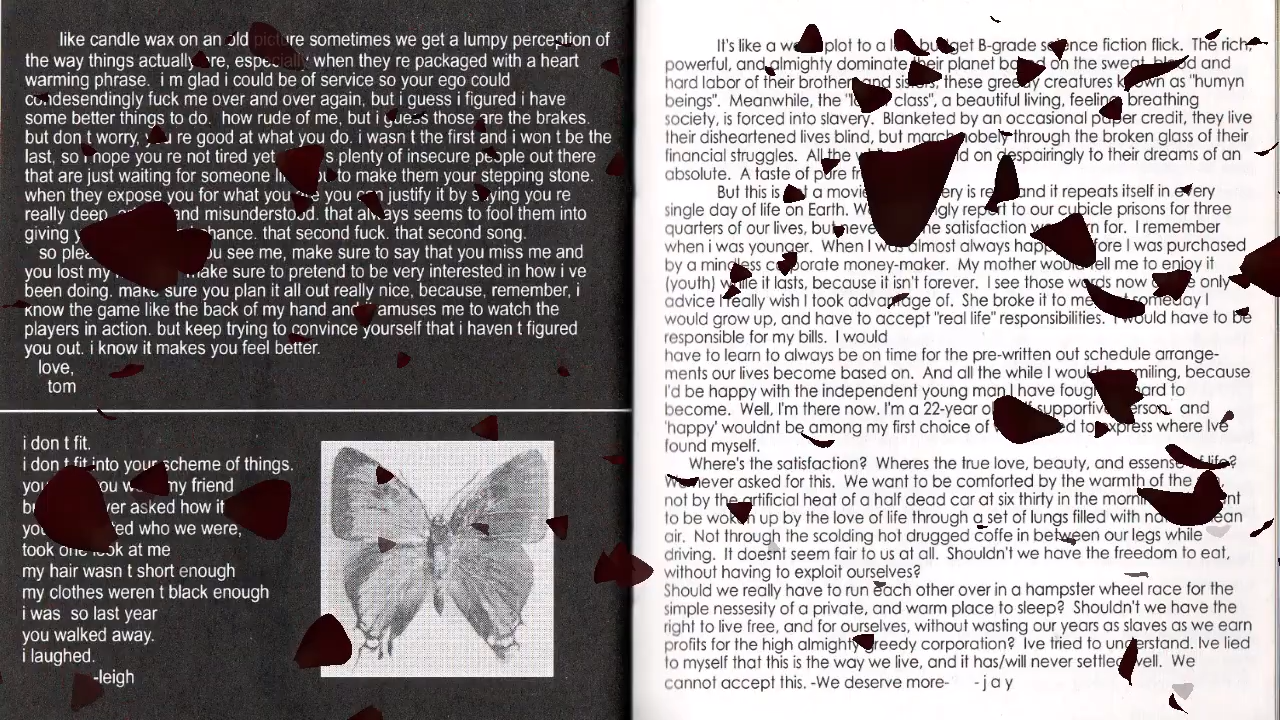 like candle wax on an old picture sometimes we get a lumpy perception of
the way things actually are, especially when they re packaged with a heart
warming phrase. i m glad i could be of service so your ego could
condesendingly fuck me over and over again, but i guess i figured i have
some better things to do. how rude of me, but i guess those are the brakes.
but don t worry, you re good at what you do. i wasn t the first and i won t be the
last, so i hope you re not tired yet s plenty of insecure people out there
that are just waiting for someone to make them your stepping stone.
when they expose you for what you you can justify it by saying you re
really deep, and misunderstood. that always seems to fool them into
giving chance. that second fuck. that second song.
so you see me, make sure to say that you miss me and
you lost my make sure to pretend to be very interested in how i ve
been doing. make sure you plan it all out really nice, because, remember, i
know the game like the back of my hand and amuses me to watch the
players in action. but keep trying to convince yourself that i haven t figured
you out. i know it makes you feel better.
love,
tom
i don t fit.
i don t fit into your scheme of things.
my friend
ver asked how it
who we were,
took one look at me
my hair wasn t short enough
my clothes weren t black enough
i was so last year
you walked away.
i laughed.
-leigh
It's like a plot to a budget B-grade science fiction flick. The rich,
powerful, and almighty dominate their planet based on the sweat, blood and
hard labor of their brothers and sisters, these greedy creatures known as "humyn
beings". Meanwhile, the class", a beautiful living, feeling, breathing
society, is forced into slavery. Blanketed by an occasional paper credit, they live
their disheartened lives blind, but march nobely through the broken glass of their
financial struggles. All the on despairingly to their dreams of an
absolute. A taste of pure
But this is a movie and it repeats itself in every
single day of life on Earth. report to our cubicle prisons for three
quarters of our lives, but the satisfaction for. I remember
when i was younger. When I was almost always before I was purchased
by a mindless corporate money-maker. My mother would tell me to enjoy it
(youth) while it lasts, because it isn't forever. I see those words now only
advice I really wish I took advantage of. She broke it to me someday I
would grow up, and have to accept "real life" responsibilities. I would have to be
responsible for my bills. I would
have to learn to always be on time for the pre-written out schedule arrange-
ments our lives become based on. And all the while I would smiling, because
I'd be happy with the independent young man I have fought hard to
become. Well, I'm there now. I'm a 22-year supportive person, and
'happy' wouldnt be among my first choice of to express where Ive
found myself.
Where's the satisfaction? Wheres the true love, beauty, and essense of life?
We never asked for this. We want to be comforted by the warmth of the
not by the artificial heat of a half dead car at six thirty in the
to be woken up by the love of life through a set of lungs filled with
air. Not through the scolding hot drugged coffe in between our legs while
driving. It doesnt seem fair to us at all. Shouldn't we have the freedom to eat,
without having to exploit ourselves?
Should we really have to run each other over in a hampster wheel race for the
simple nessesity of a private, and warm place to sleep? Shouldn't we have the
right to live free, and for ourselves, without wasting our years as slaves as we earn
profits for the high almighty greedy corporation? Ive tried to understand. Ive lied
to myself that this is the way we live, and it has/will never settled well. We
cannot accept this. -We deserve more- -j a y